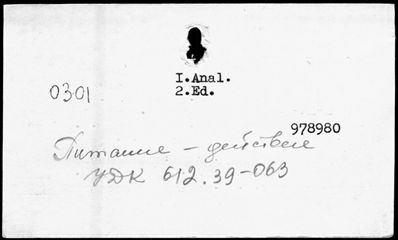 I.Anal.
2.Ed.
0301
978980
Питание – действие
УДК 612.39-063